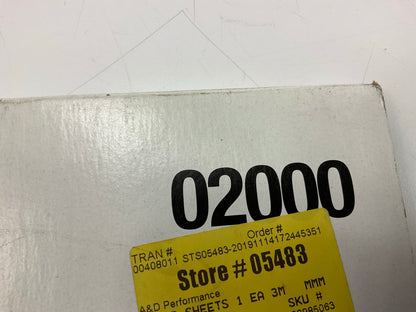 02000
TRAN # Order #
00408011 STS05483-20191114172445351
Store # 05483
A&D Performance
SHEETS 1 EA 3M MMM
SKU #